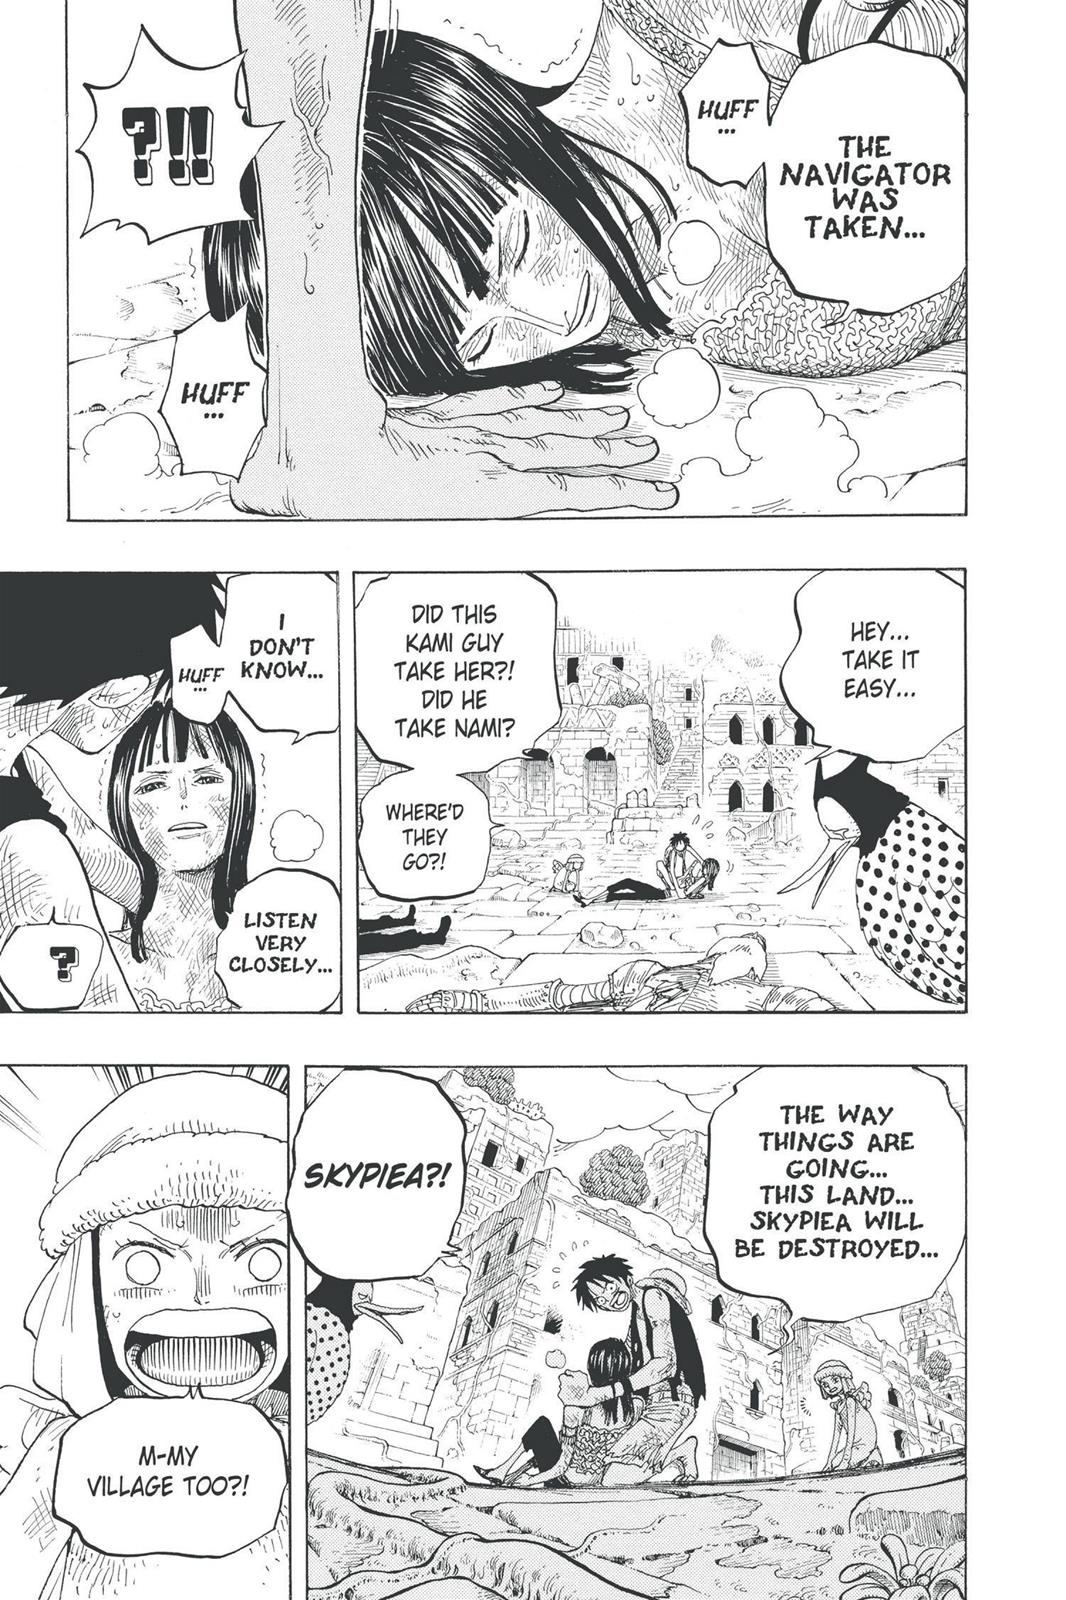 HUFF
...
THE
NAVIGATOR
WAS
TAKEN...
?!!
HUFF
...
HEY...
TAKE IT
EASY...
DID THIS
KAMI GUY
TAKE HER?!
DID HE
TAKE NAMI?
WHERE'D
THEY
GO?!
I
DON'T
KNOW...
HUFF
...
LISTEN
VERY
CLOSELY...
?
THE WAY
THINGS ARE
GOING...
THIS LAND...
SKYPIEA WILL
BE DESTROYED...
SKYPIEA?!
M-MY
VILLAGE TOO?!